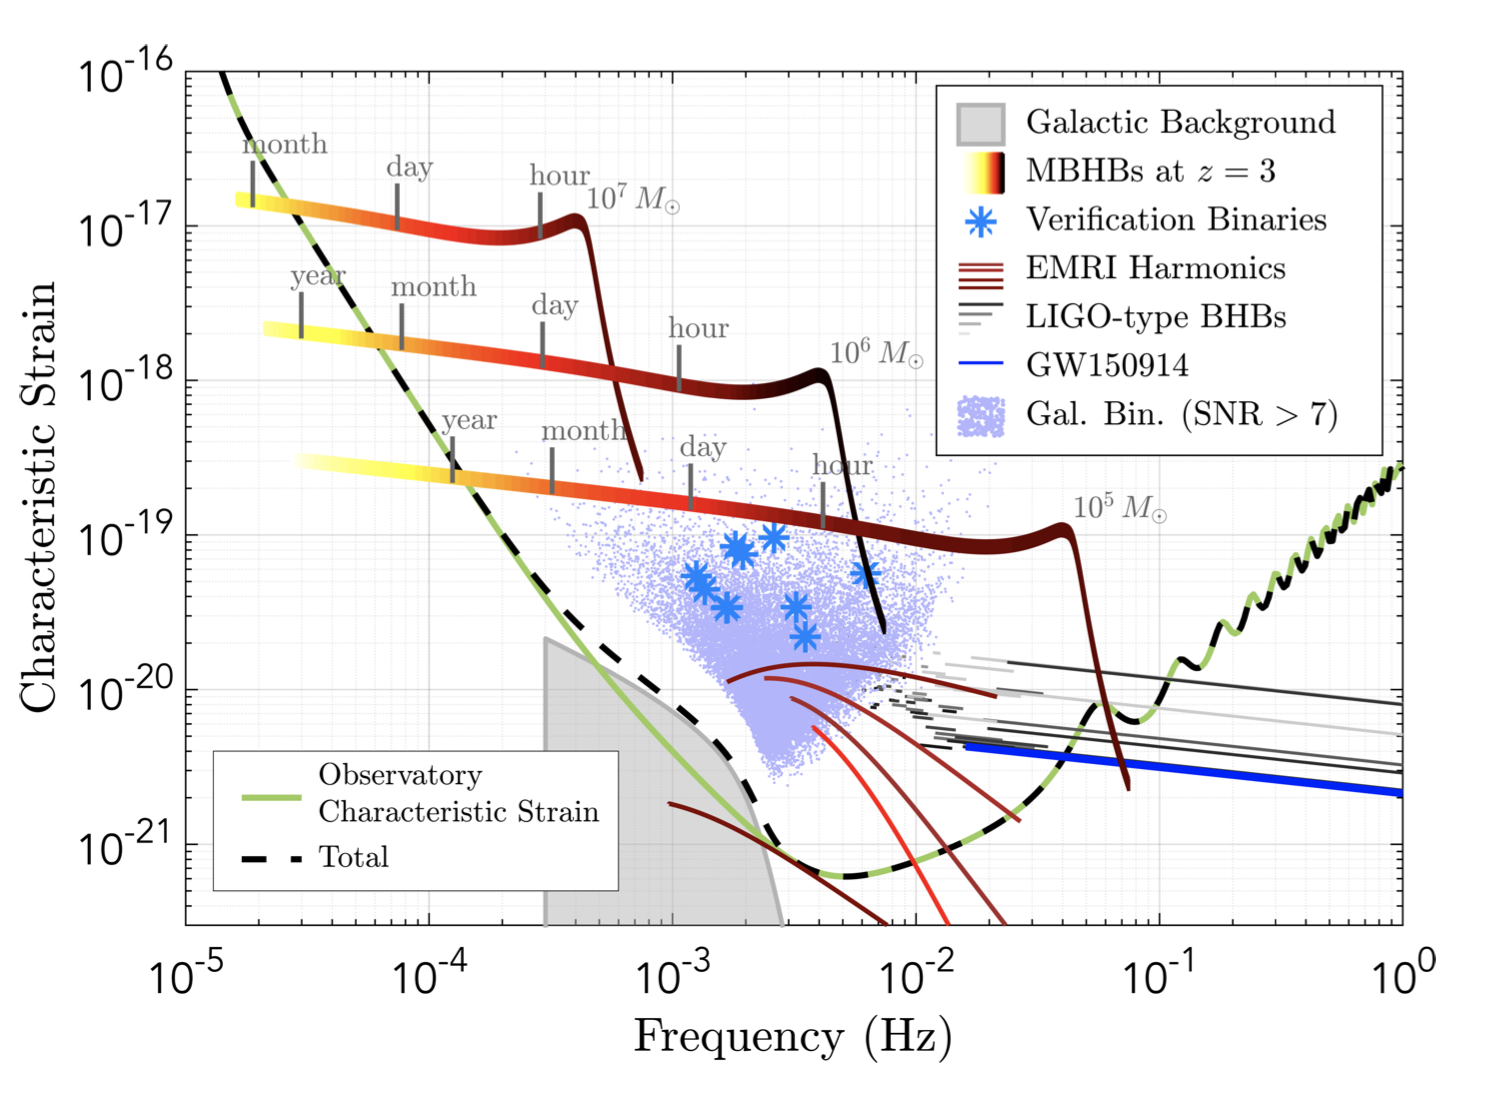 10^-16
10^-17
10^-18
10^-19
10^-20
10^-21
Characteristic Strain
month
day
hour
10^7 M_⊙
year
month
day
hour
10^6 M_⊙
year
month
day
hour
10^5 M_⊙
Galactic Background
MBHBs at z = 3
Verification Binaries
EMRI Harmonics
LIGO-type BHBs
GW150914
Gal. Bin. (SNR > 7)
Observatory
Characteristic Strain
Total
10^-5 10^-4 10^-3 10^-2 10^-1 10^0
Frequency (Hz)